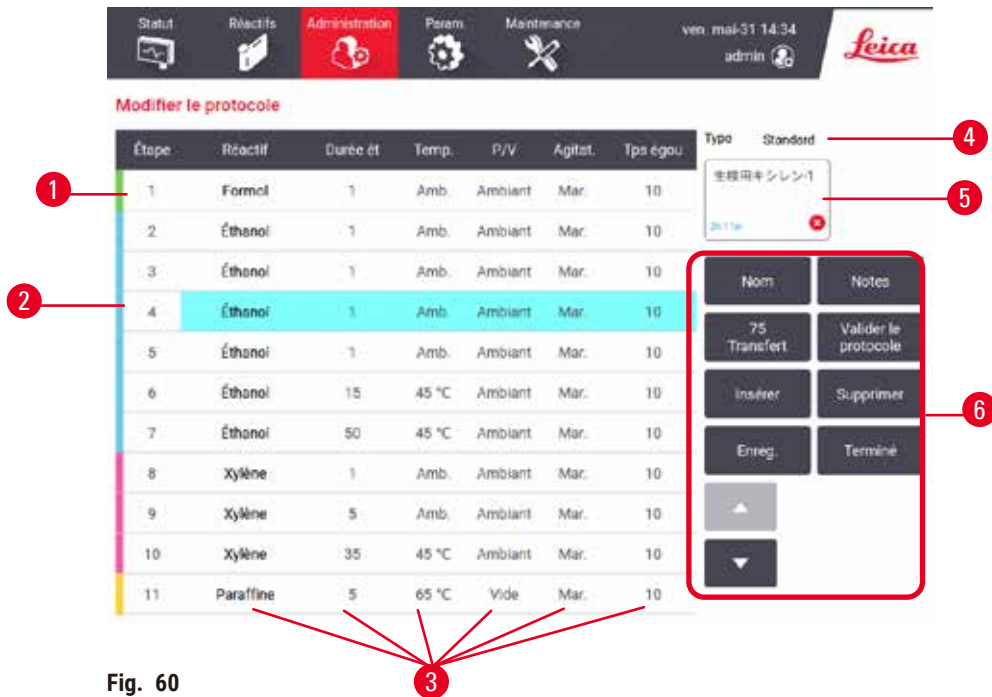 Statut Réactifs Administration Param. Maintenance ven. mai-31 14:34
admin Leica
Modifier le protocole
Étape Réactif Durée ét Temp. P/V Agitat. Tps égou
Type Standard
1 Formol 1 Amb. Ambiant Mar. 10
2 Éthanol 1 Amb. Ambiant Mar. 10
3 Éthanol 1 Amb. Ambiant Mar. 10
4 Éthanol 1 Amb. Ambiant Mar. 10
5 Éthanol 1 Amb. Ambiant Mar. 10
6 Éthanol 15 45 °C Ambiant Mar. 10
7 Éthanol 50 45 °C Ambiant Mar. 10
8 Xylène 1 Amb. Ambiant Mar. 10
9 Xylène 5 Amb. Ambiant Mar. 10
10 Xylène 35 45 °C Ambiant Mar. 10
11 Paraffine 5 65 °C Vide Mar. 10
生検用キシレン-1
Nom Notes
75
Transfert
Valider le
protocole
Insérer Supprimer
Enreg. Terminé
1
2
3
4
5
6
Fig. 60